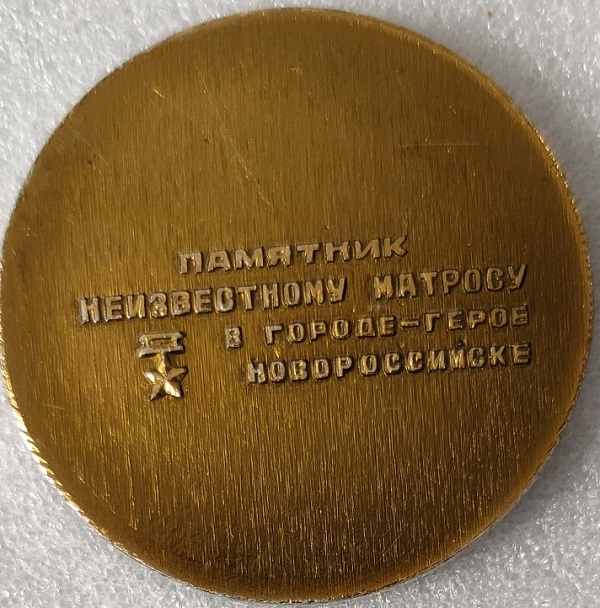 ПАМЯТНИК
НЕИЗВЕСТНОМУ МАТРОСУ
В ГОРОДЕ-ГЕРОЕ
НОВОРОССИЙСКЕ